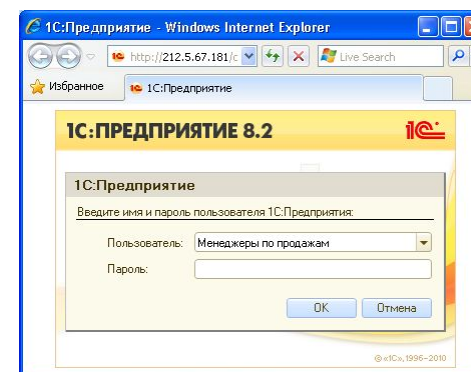 1С:Предприятие - Windows Internet Explorer
http://212.5.67.181/c
Live Search
Избранное
1С:Предприятие
1С:ПРЕДПРИЯТИЕ 8.2
1С
1С:Предприятие
Введите имя и пароль пользователя 1С:Предприятия:
Пользователь: Менеджеры по продажам
Пароль:
OK Отмена
© «1С», 1996-2010